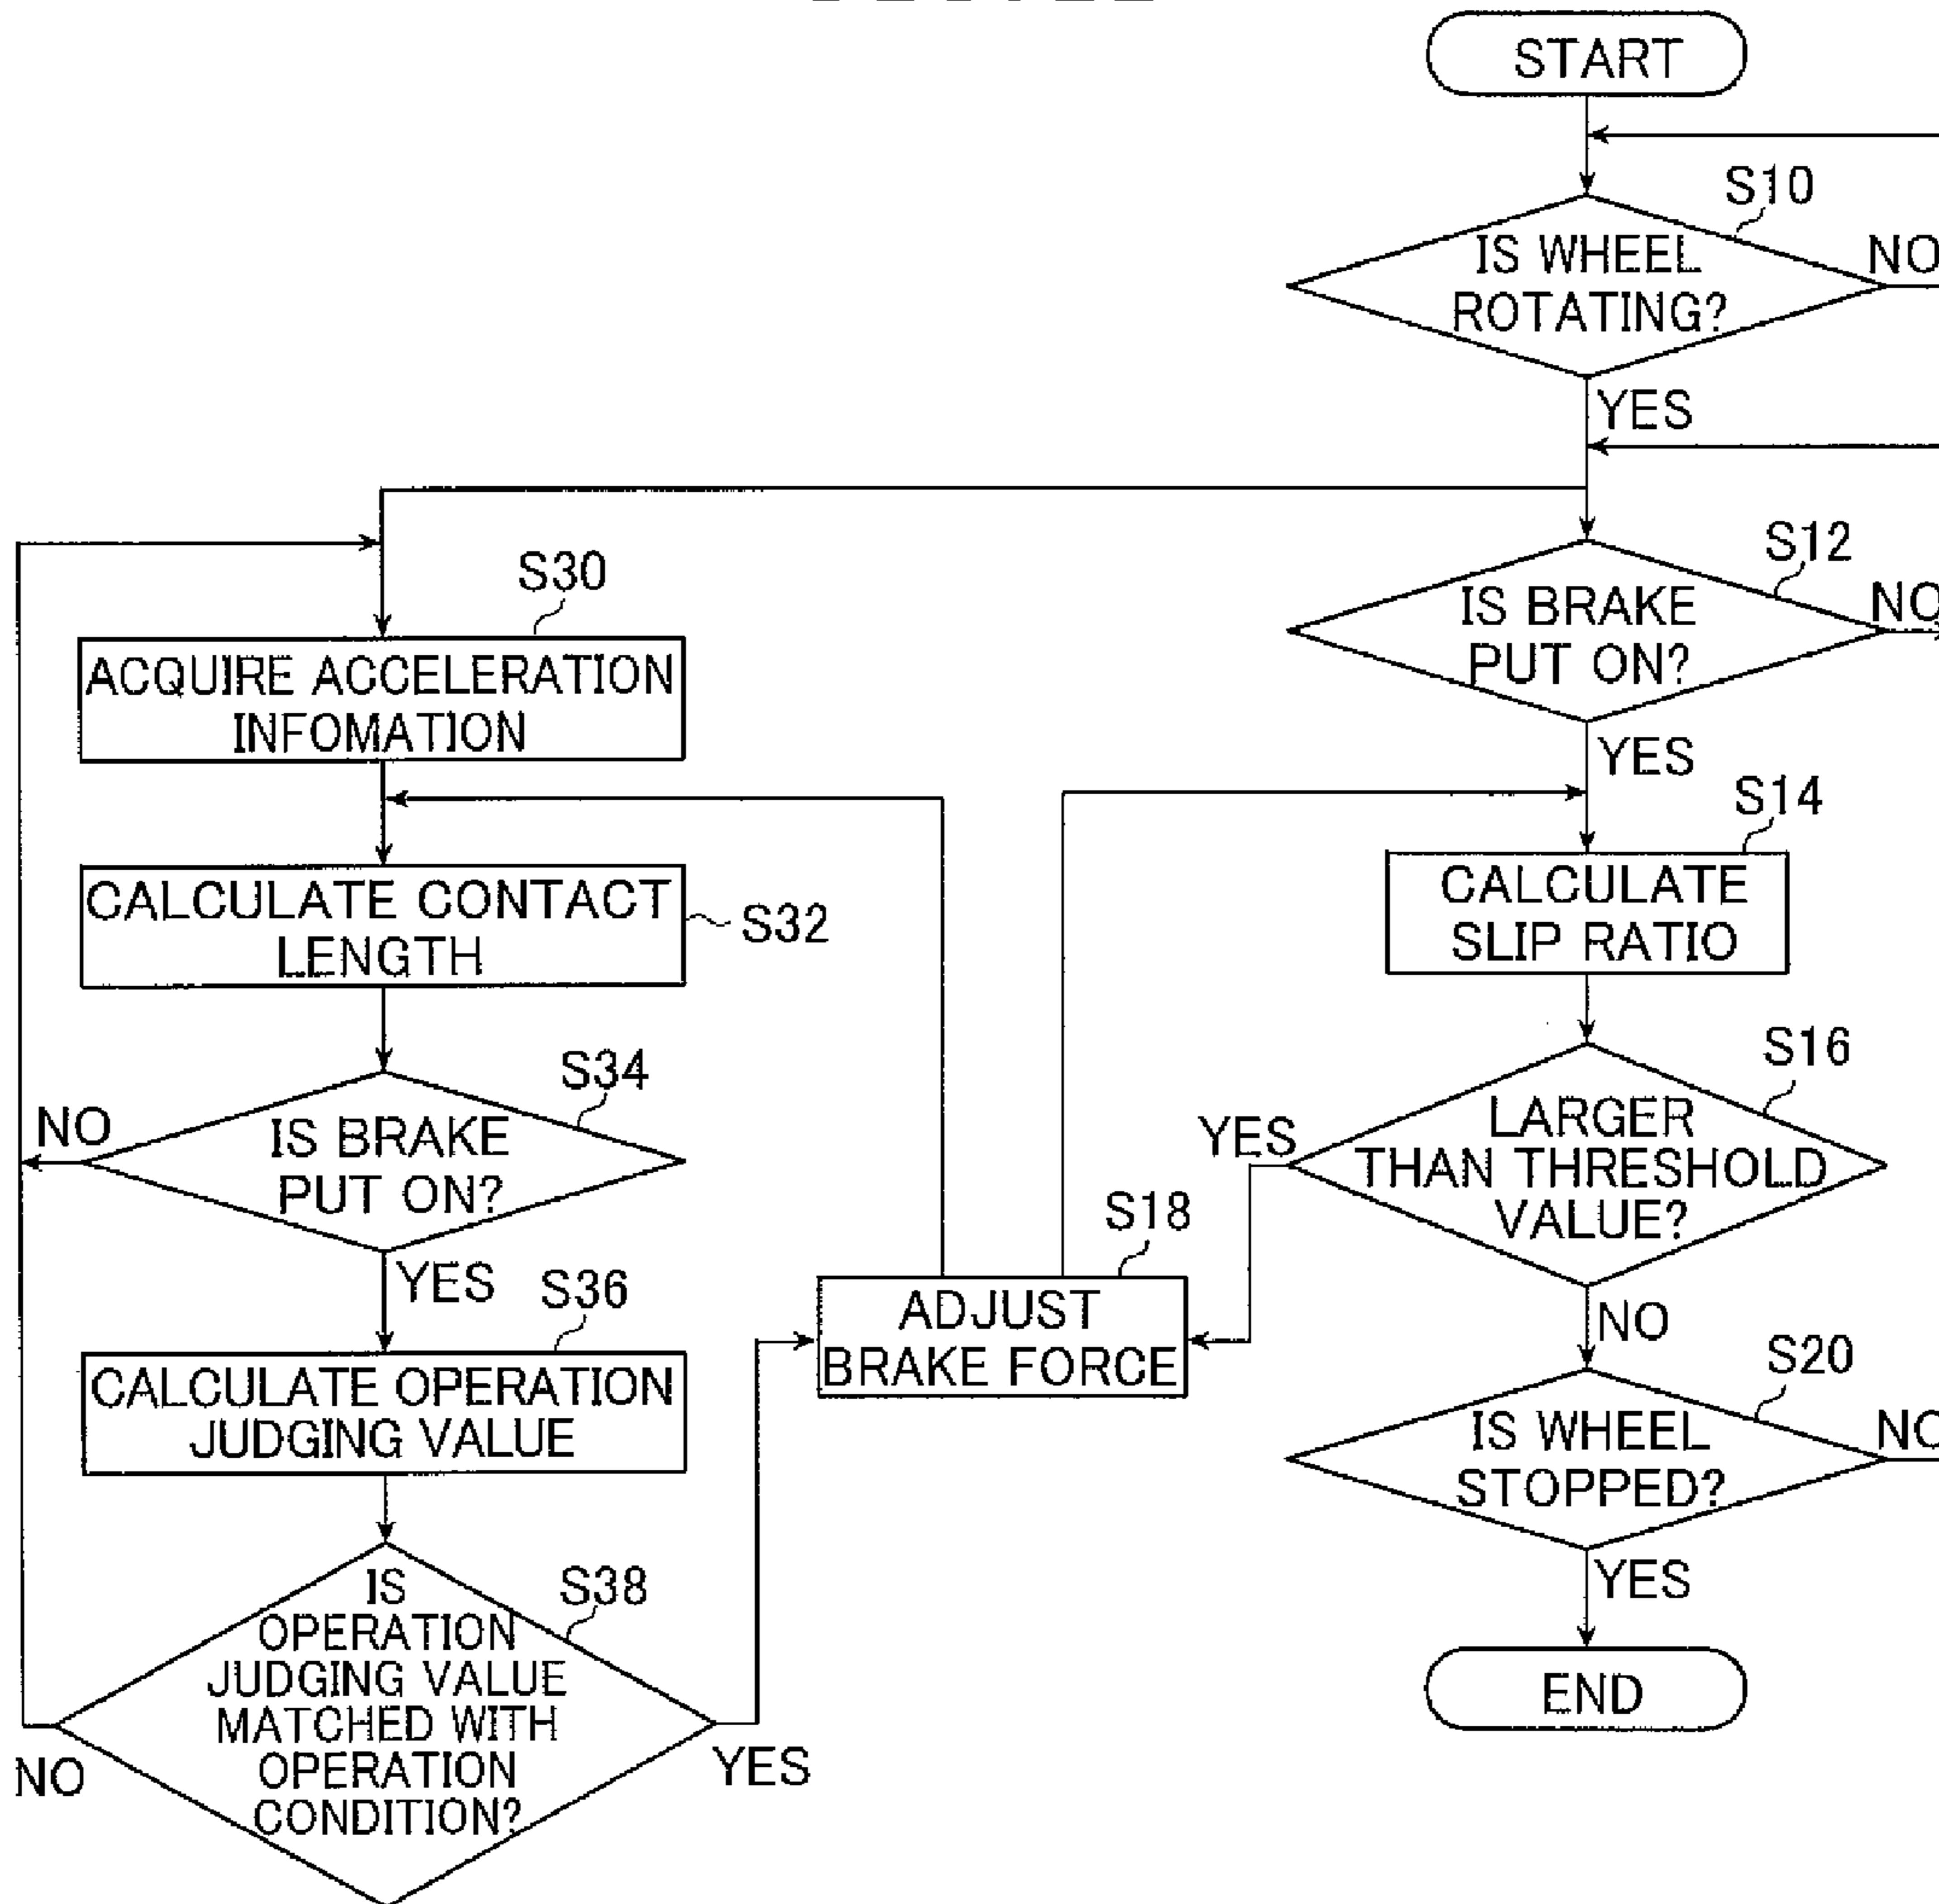 START
S10
IS WHEEL
ROTATING?
NO
YES
S12
IS BRAKE
PUT ON?
NO
YES
S30
ACQUIRE ACCELERATION
INFOMATION
S32
CALCULATE CONTACT
LENGTH
S34
IS BRAKE
PUT ON?
NO
YES
S36
CALCULATE OPERATION
JUDGING VALUE
S38
IS
OPERATION
JUDGING VALUE
MATCHED WITH
OPERATION
CONDITION?
NO
YES
S18
ADJUST
BRAKE FORCE
S14
CALCULATE
SLIP RATIO
S16
LARGER
THAN THRESHOLD
VALUE?
YES
NO
S20
IS WHEEL
STOPPED?
NO
YES
END